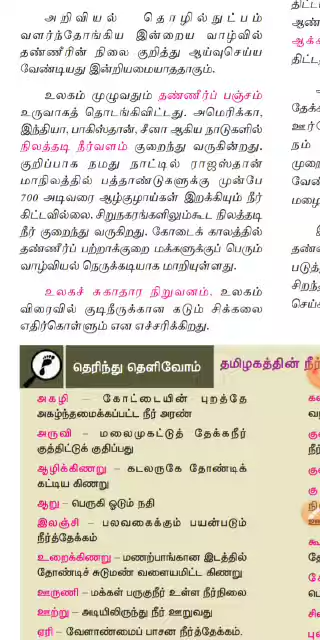 அறிவியல் தொழில்நுட்பம்
வளர்ந்தோங்கிய இன்றைய வாழ்வில்
தண்ணீரின் நிலை குறித்து ஆய்வுசெய்ய
வேண்டியது இன்றியமையாததாகும்.
உலகம் முழுவதும் தண்ணீர்ப் பஞ்சம்
உருவாகத் தொடங்கிவிட்டது. அமெரிக்கா,
இந்தியா, பாகிஸ்தான், சீனா ஆகிய நாடுகளில்
நிலத்தடி நீர்வளம் குறைந்து வருகின்றது.
குறிப்பாக நமது நாட்டில் ராஜஸ்தான்
மாநிலத்தில் பத்தாண்டுகளுக்கு முன்பே
700 அடிவரை ஆழ்குழாய்கள் இறக்கியும் நீர்
கிட்டவில்லை. சிறுநகரங்களிலும்கூட நிலத்தடி
நீர் குறைந்து வருகிறது. கோடைக் காலத்தில்
தண்ணீர்ப் பற்றாக்குறை மக்களுக்குப் பெரும்
வாழ்வியல் நெருக்கடியாக மாறியுள்ளது.
உலகச் சுகாதார நிறுவனம். உலகம்
விரைவில் குடிநீருக்கான கடும் சிக்கலை
எதிர்கொள்ளும் என எச்சரிக்கிறது.
தெரிந்து தெளிவோம்
தமிழகத்தின் நீர்
அகழி – கோட்டையின் புறத்தே
அகழ்ந்தமைக்கப்பட்ட நீர் அரண்
அருவி – மலைமுகட்டுத் தேக்கநீர்
குத்திட்டுக் குதிப்பது
ஆழிக்கிணறு – கடலருகே தோண்டிக்
கட்டிய கிணறு
ஆறு – பெருகி ஓடும் நதி
இலஞ்சி – பலவகைக்கும் பயன்படும்
நீர்த்தேக்கம்
உறைக்கிணறு – மணற்பாங்கான இடத்தில்
தோண்டிச் சுடுமண் வளையமிட்ட கிணறு
ஊருணி – மக்கள் பருகுநீர் உள்ள நீர்நிலை
ஊற்று – அடியிலிருந்து நீர் ஊறுவது
ஏரி – வேளாண்மைப் பாசன நீர்த்தேக்கம்.